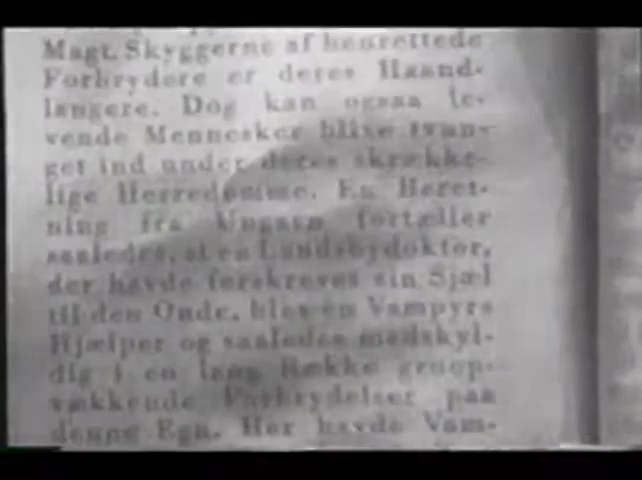 Magt. Skyggerne af henrettede
Forbrydere er deres Haand-
langere. Dog kan ogsaa le-
vende Mennesker blive tvun-
get ind under deres skrække-
lige Herredømme. En Beret-
ning fra Ungarn fortæller
saaledes, at en Landsbydoktor,
der havde forskrevet sin Sjæl
til den Onde, blev en Vampyrs
Hjælper og saaledes medskyl-
dig i en lang Række græsop-
vækkende Forbrydelser paa
denne Egn. Her havde Vam-